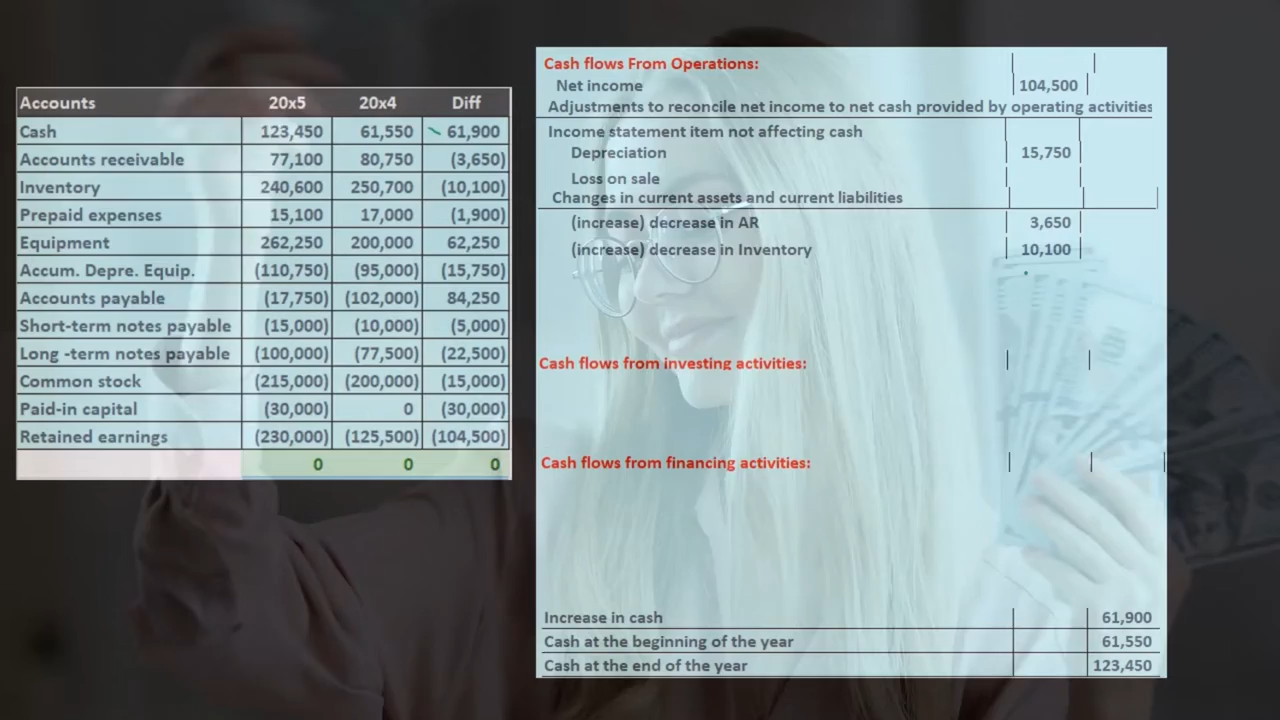 Accounts 20x5 20x4 Diff
Cash 123,450 61,550 61,900
Accounts receivable 77,100 80,750 (3,650)
Inventory 240,600 250,700 (10,100)
Prepaid expenses 15,100 17,000 (1,900)
Equipment 262,250 200,000 62,250
Accum. Depre. Equip. (110,750) (95,000) (15,750)
Accounts payable (17,750) (102,000) 84,250
Short-term notes payable (15,000) (10,000) (5,000)
Long -term notes payable (100,000) (77,500) (22,500)
Common stock (215,000) (200,000) (15,000)
Paid-in capital (30,000) 0 (30,000)
Retained earnings (230,000) (125,500) (104,500)
0 0 0
Cash flows From Operations:
Net income 104,500
Adjustments to reconcile net income to net cash provided by operating activities
Income statement item not affecting cash
Depreciation 15,750
Loss on sale
Changes in current assets and current liabilities
(increase) decrease in AR 3,650
(increase) decrease in Inventory 10,100
Cash flows from investing activities:
Cash flows from financing activities:
Increase in cash 61,900
Cash at the beginning of the year 61,550
Cash at the end of the year 123,450